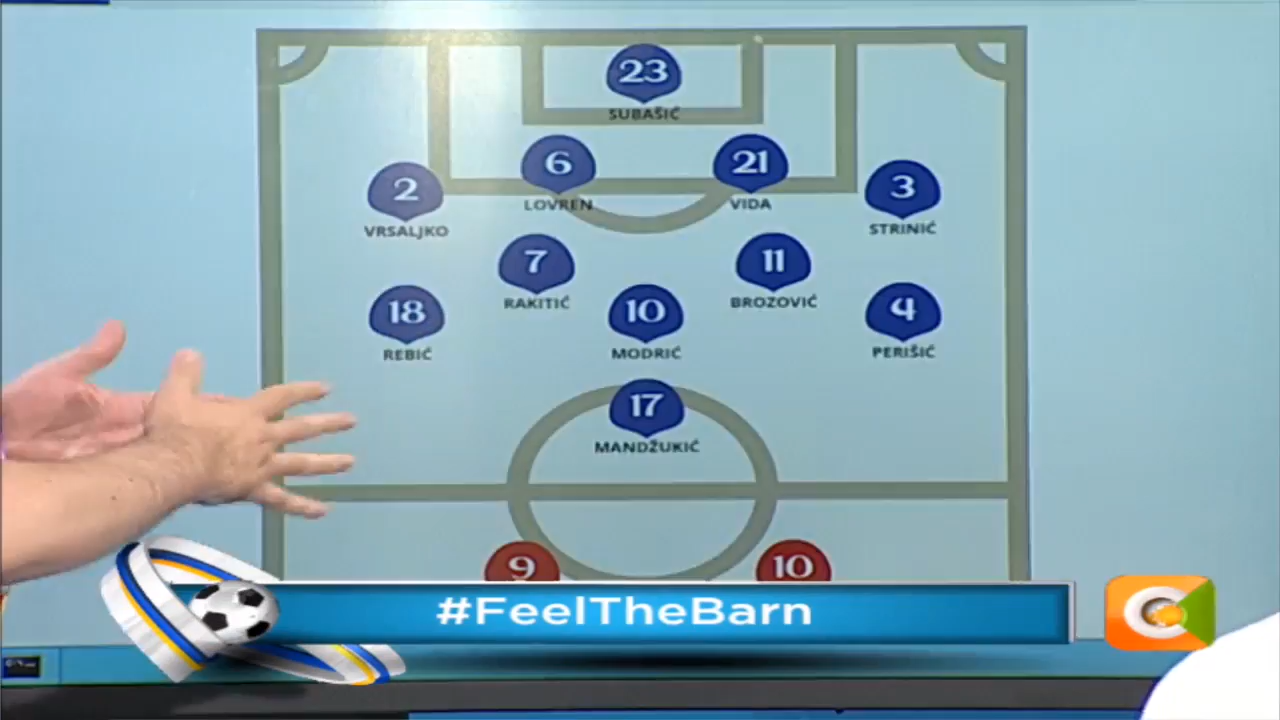 23
SUBAŠIĆ
6
21
2
3
LOVREN
VIDA
VRSALJKO
STRINIĆ
7
11
RAKITIĆ
BROZOVIĆ
18
10
4
REBIĆ
MODRIĆ
PERIŠIĆ
17
MANDŽUKIĆ
9
10
#FeelTheBarn